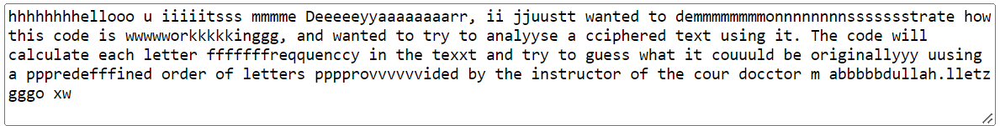 hhhhhhhhellooo u iiiiitsss mmmme Deeeeeyyaaaaaaaarr, ii jjuustt wanted to demmmmmmmmonnnnnnnnsssssssstrate how
this code is wwwwworkkkkkinggg, and wanted to try to analyyse a cciphered text using it. The code will
calculate each letter fffffffreqquenccy in the texxt and try to guess what it couuuld be originallyyy uusing
a pppredefffined order of letters pppprovvvvvvided by the instructor of the cour docctor m abbbbbdullah.lletz
gggo xw